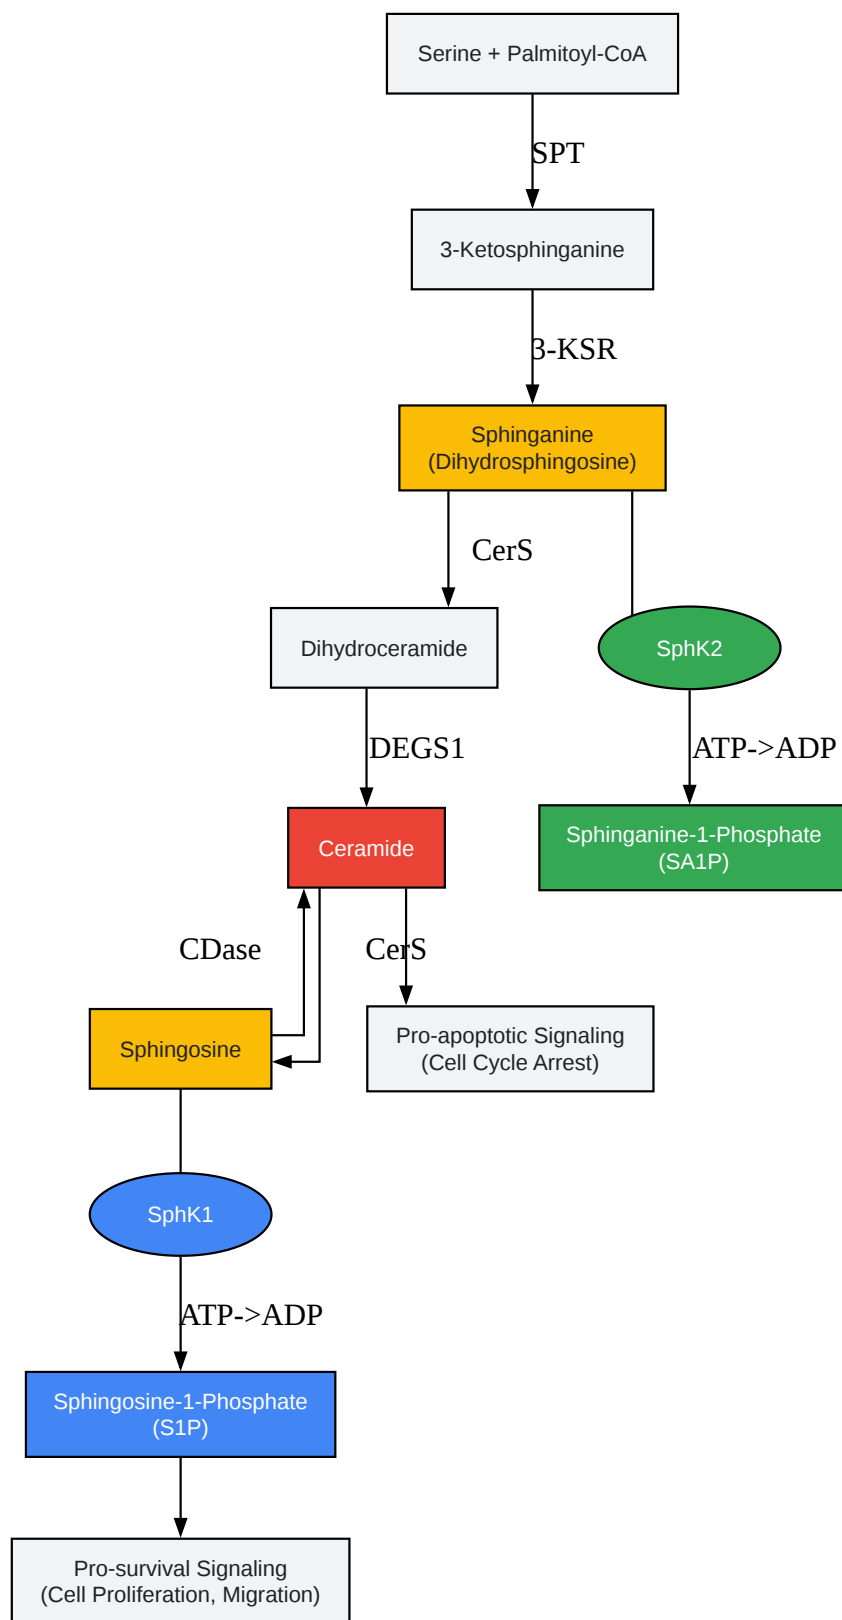 Serine + Palmitoyl-CoA
SPT
3-Ketosphinganine
3-KSR
Sphinganine
(Dihydrosphingosine)
CerS
Dihydroceramide
SphK2
DEGS1
ATP->ADP
Ceramide
Sphinganine-1-Phosphate
(SA1P)
CDase
CerS
Sphingosine
Pro-apoptotic Signaling
(Cell Cycle Arrest)
SphK1
ATP->ADP
Sphingosine-1-Phosphate
(S1P)
Pro-survival Signaling
(Cell Proliferation, Migration)